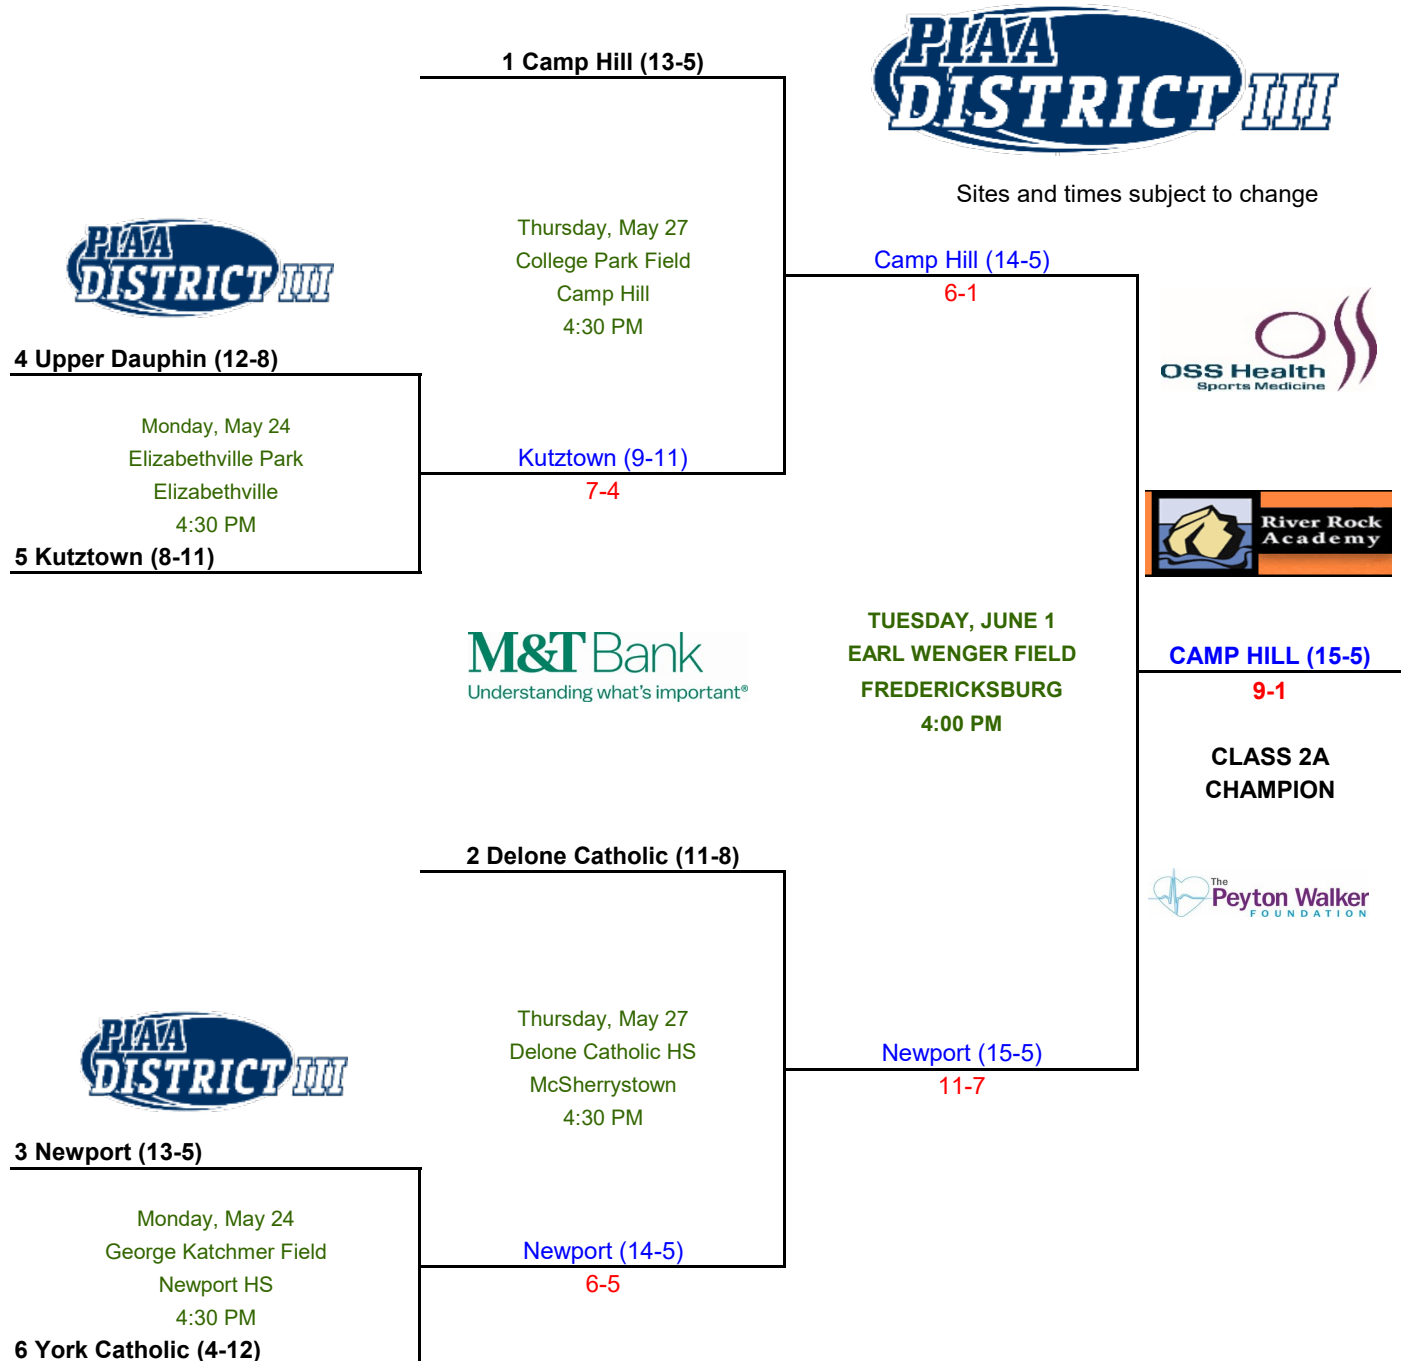 1 Camp Hill (13-5)
PIAA
DISTRICT III
Sites and times subject to change
Thursday, May 27
College Park Field
Camp Hill
4:30 PM
PIAA
DISTRICT III
Camp Hill (14-5)
6-1
OSS
OSS Health
Sports Medicine
4 Upper Dauphin (12-8)
Monday, May 24
Elizabethville Park
Elizabethville
4:30 PM
5 Kutztown (8-11)
Kutztown (9-11)
7-4
River Rock
Academy
M&T Bank
Understanding what's important®
TUESDAY, JUNE 1
EARL WENGER FIELD
FREDERICKSBURG
4:00 PM
CAMP HILL (15-5)
9-1
CLASS 2A
CHAMPION
2 Delone Catholic (11-8)
The
Peyton Walker
FOUNDATION
Thursday, May 27
Delone Catholic HS
McSherrystown
4:30 PM
PIAA
DISTRICT III
Newport (15-5)
11-7
3 Newport (13-5)
Monday, May 24
George Katchmer Field
Newport HS
4:30 PM
6 York Catholic (4-12)
Newport (14-5)
6-5